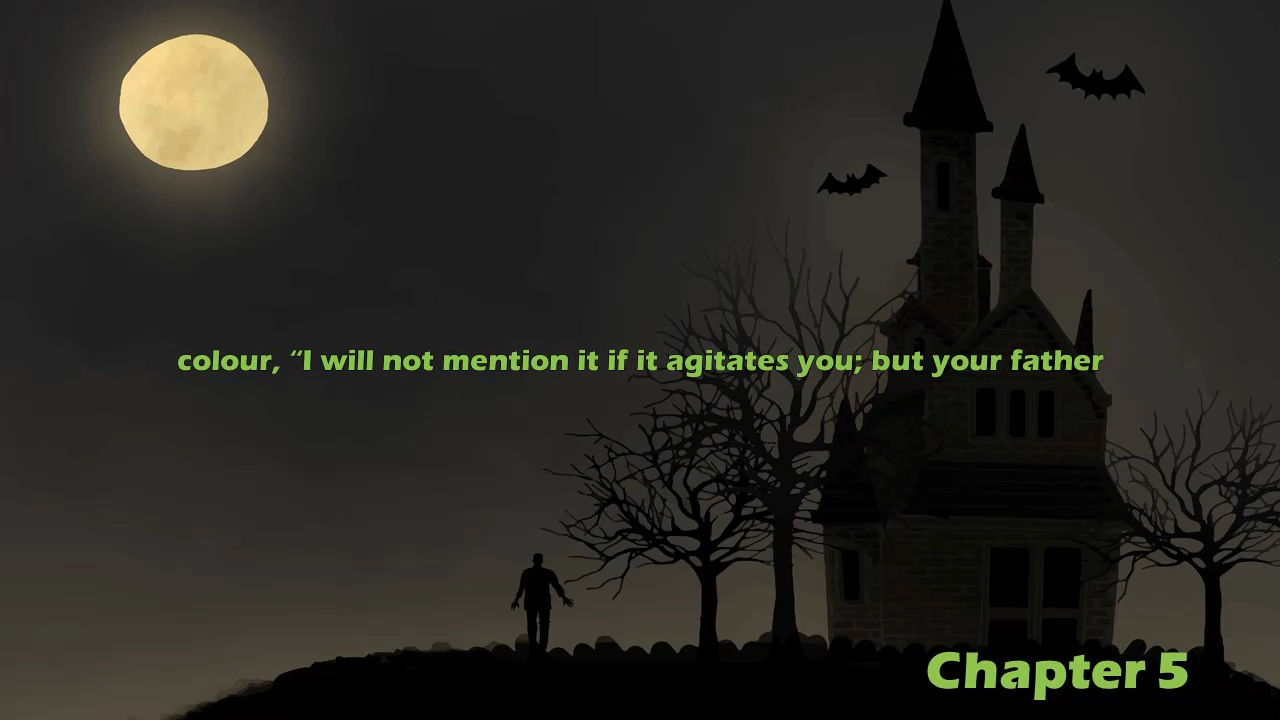 colour, “I will not mention it if it agitates you; but your father
Chapter 5